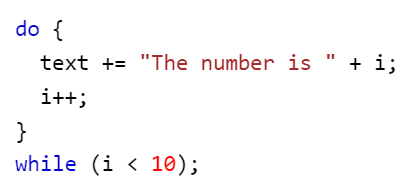 do {
  text += "The number is " + i;
  i++;
}
while (i < 10);